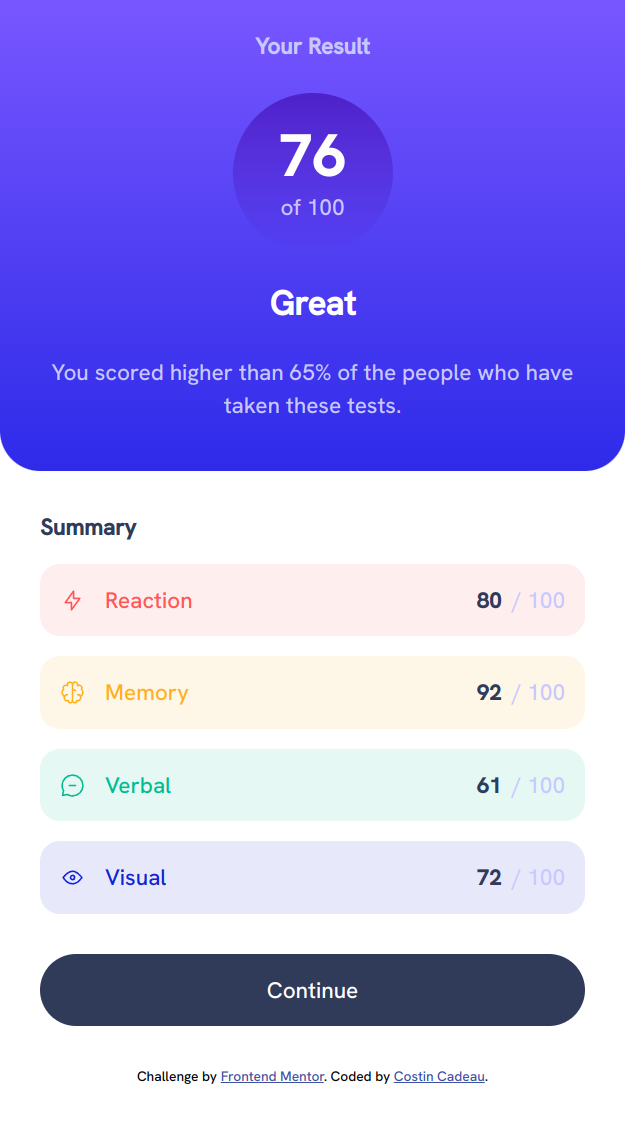 Your Result
76
of 100
Great
You scored higher than 65% of the people who have
taken these tests.
Summary
Reaction 80 / 100
Memory 92 / 100
Verbal 61 / 100
Visual 72 / 100
Continue
Challenge by Frontend Mentor. Coded by Costin Cadeau.